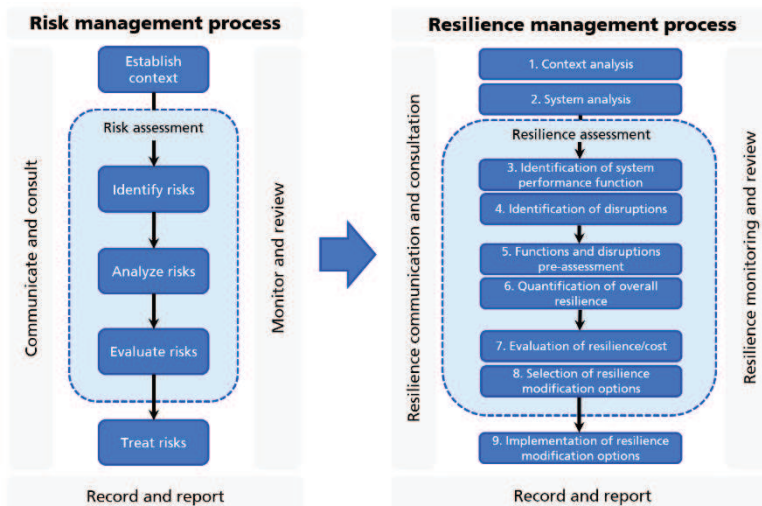 Risk management process
Establish
context
Communicate and consult
Risk assessment
Identify risks
Analyze risks
Evaluate risks
Monitor and review
Treat risks
Record and report
Resilience management process
1. Context analysis
2. System analysis
Resilience communication and consultation
Resilience assessment
3. Identification of system
performance function
4. Identification of disruptions
5. Functions and disruptions
pre-assessment
6. Quantification of overall
resilience
7. Evaluation of resilience/cost
8. Selection of resilience
modification options
Resilience monitoring and review
9. Implementation of resilience
modification options
Record and report